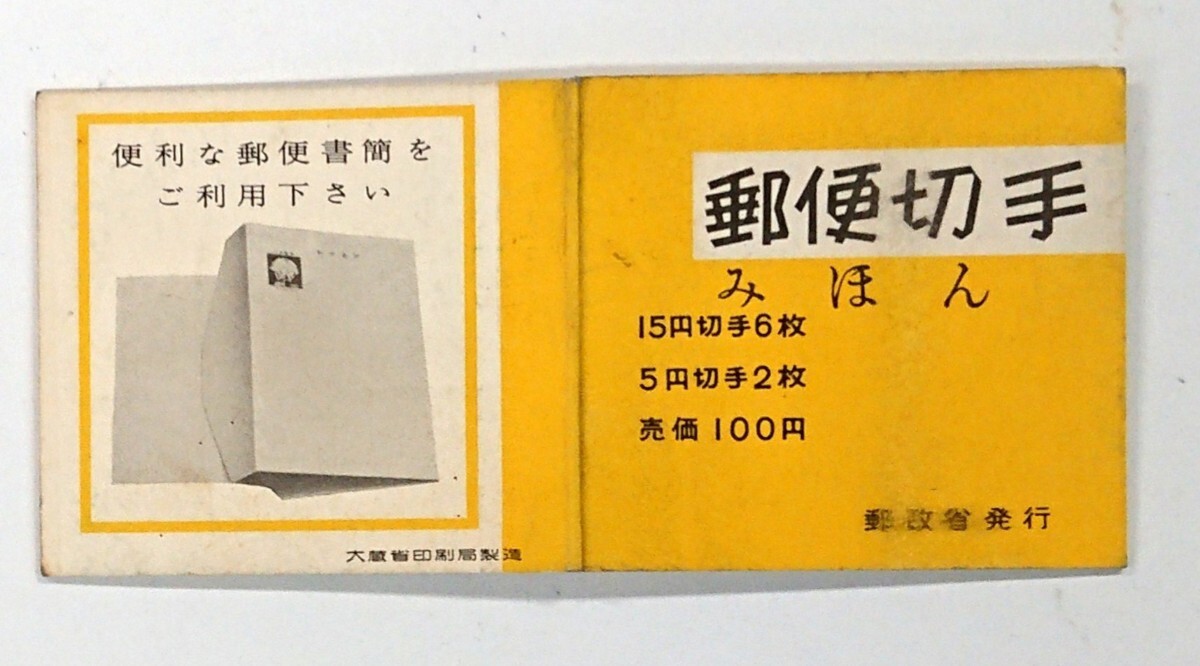 便利な郵便書簡を
ご利用下さい
大蔵省印刷局製造
郵便切手
みほん
15円切手6枚
5円切手2枚
売価100円
郵政省発行